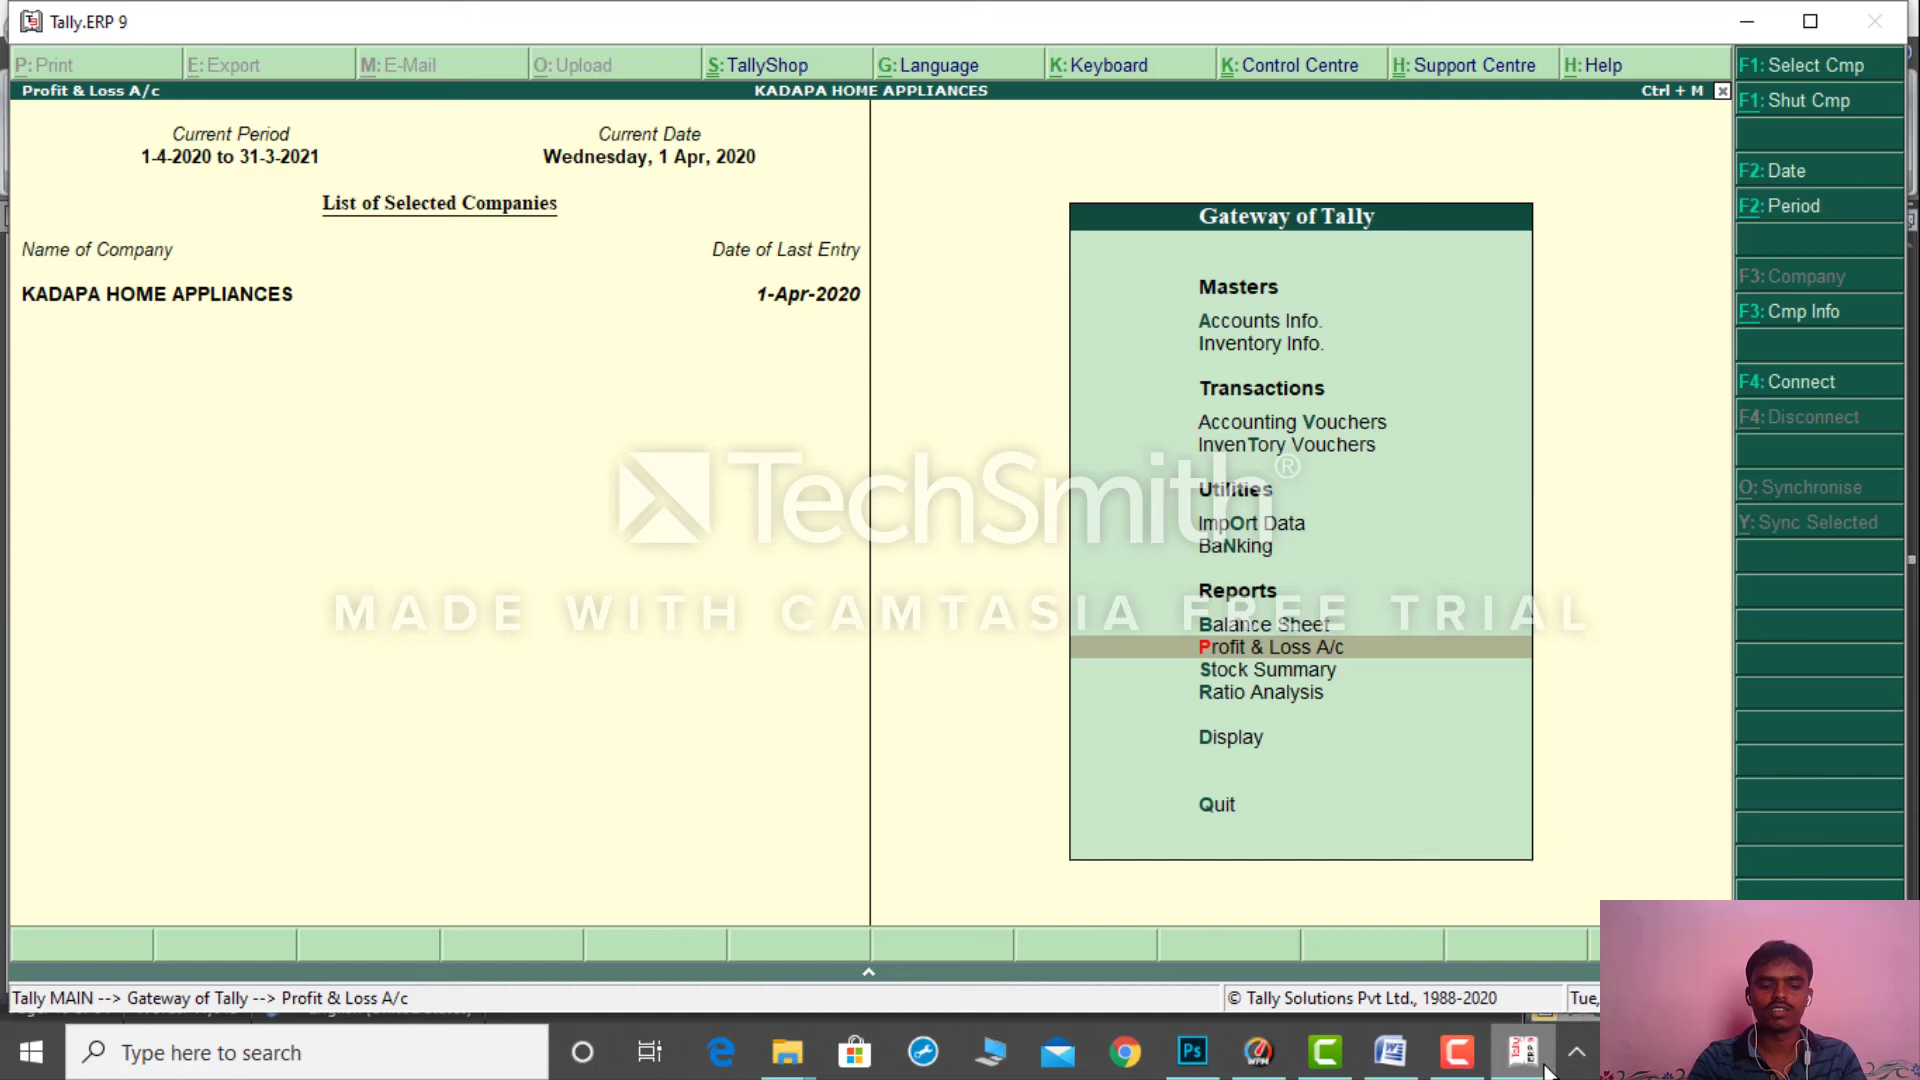 Tally.ERP 9
P: Print E: Export M: E-Mail O: Upload S: TallyShop G: Language K: Keyboard K: Control Centre H: Support Centre H: Help
Profit & Loss A/c KADAPA HOME APPLIANCES Ctrl + M
Current Period Current Date
1-4-2020 to 31-3-2021 Wednesday, 1 Apr, 2020
List of Selected Companies
Name of Company Date of Last Entry
KADAPA HOME APPLIANCES 1-Apr-2020
Gateway of Tally
Masters
Accounts Info.
Inventory Info.
Transactions
Accounting Vouchers
InvenTory Vouchers
Utilities
ImpOrt Data
BaNking
Reports
Balance Sheet
Profit & Loss A/c
Stock Summary
Ratio Analysis
Display
Quit
F1: Select Cmp
F1: Shut Cmp
F2: Date
F2: Period
F3: Company
F3: Cmp Info
F4: Connect
F4: Disconnect
O: Synchronise
Y: Sync Selected
TechSmith®
MADE WITH CAMTASIA FREE TRIAL
Tally MAIN --> Gateway of Tally --> Profit & Loss A/c © Tally Solutions Pvt Ltd., 1988-2020 Tue,
Type here to search
Ps